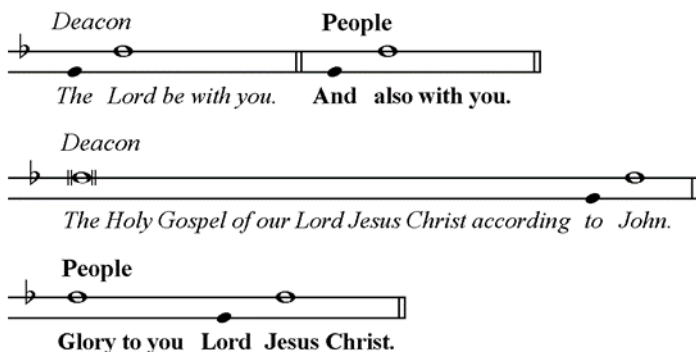 Deacon People
The Lord be with you. And also with you.
Deacon
The Holy Gospel of our Lord Jesus Christ according to John.
People
Glory to you Lord Jesus Christ.